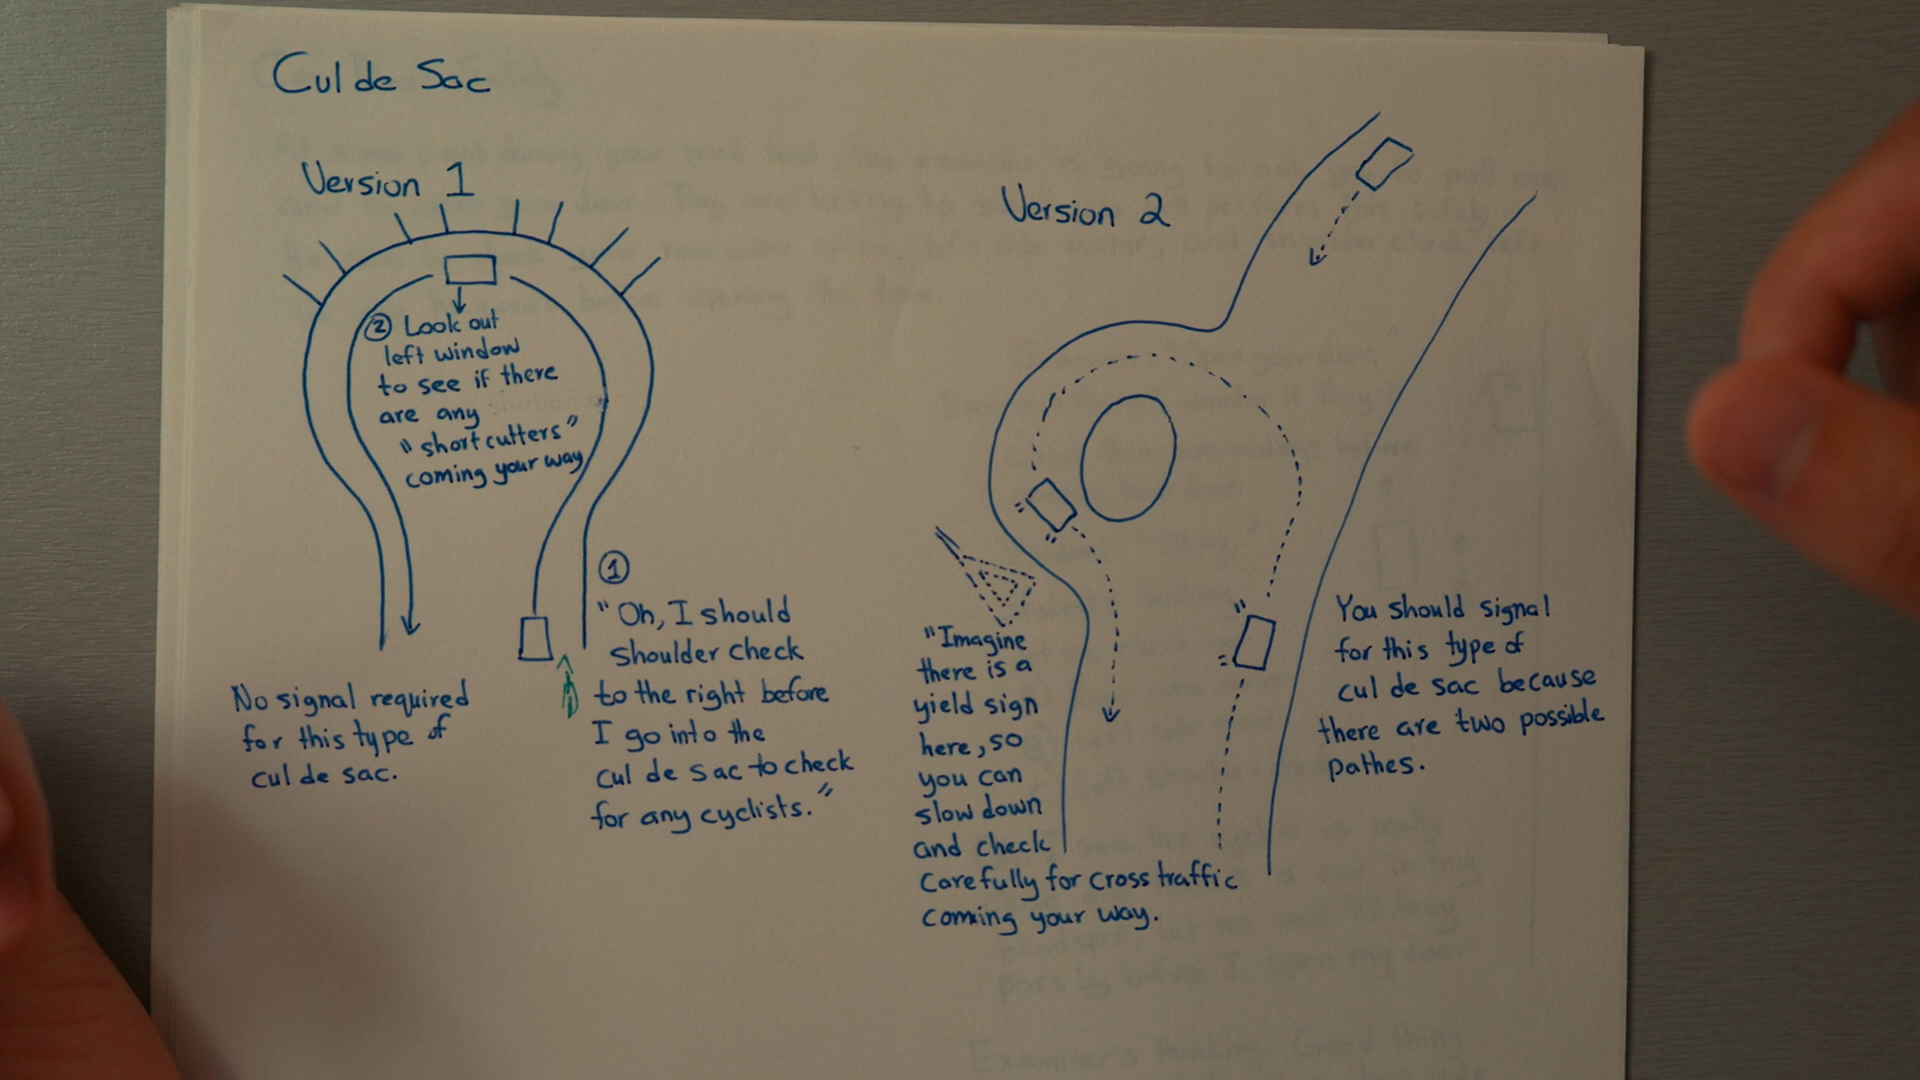 Cul de Sac
Version 1
② Look out
left window
to see if there
are any
"shortcutters"
coming your way
①
"Oh, I should
shoulder check
to the right before
I go into the
cul de sac to check
for any cyclists."
No signal required
for this type of
cul de sac.
Version 2
"Imagine
there is a
yield sign
here, so
you can
slow down
and check
carefully for cross traffic
coming your way.
You should signal
for this type of
cul de sac because
there are two possible
pathes.